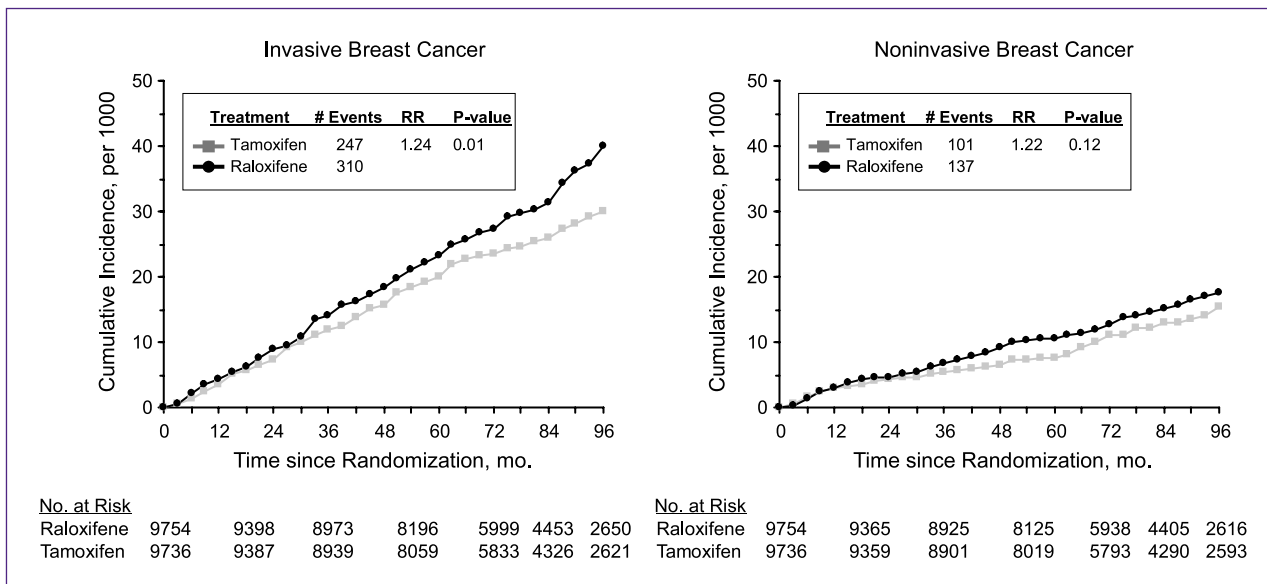 Invasive Breast Cancer
Cumulative Incidence, per 1000
50
40
30
20
10
0
Treatment # Events RR P-value
Tamoxifen 247 1.24 0.01
Raloxifene 310
0 12 24 36 48 60 72 84 96
Time since Randomization, mo.
No. at Risk
Raloxifene 9754 9398 8973 8196 5999 4453 2650
Tamoxifen 9736 9387 8939 8059 5833 4326 2621
Noninvasive Breast Cancer
Cumulative Incidence, per 1000
50
40
30
20
10
0
Treatment # Events RR P-value
Tamoxifen 101 1.22 0.12
Raloxifene 137
0 12 24 36 48 60 72 84 96
Time since Randomization, mo.
No. at Risk
Raloxifene 9754 9365 8925 8125 5938 4405 2616
Tamoxifen 9736 9359 8901 8019 5793 4290 2593